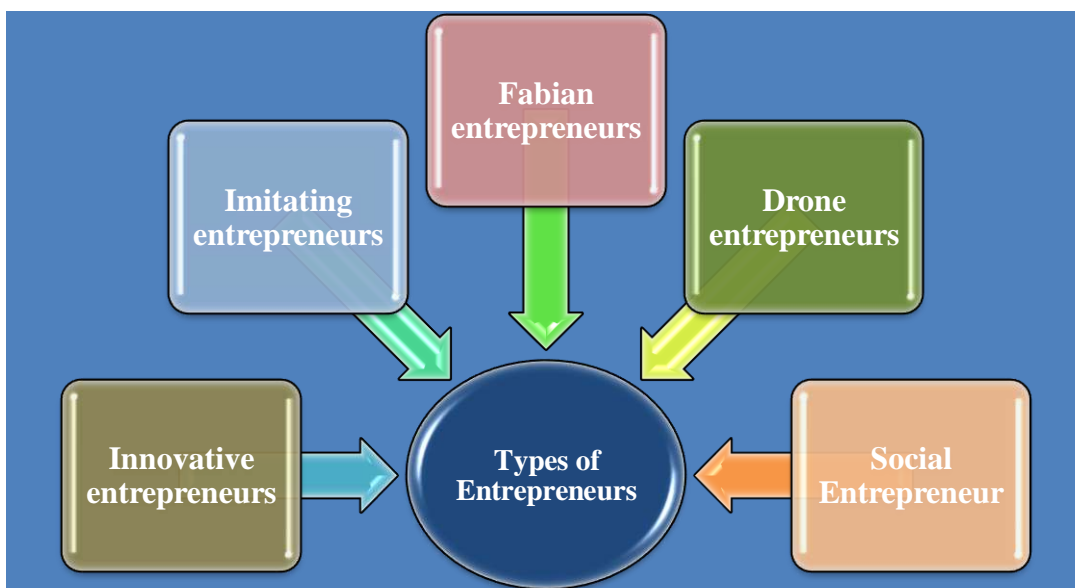 Fabian
entrepreneurs
Imitating
entrepreneurs
Drone
entrepreneurs
Innovative
entrepreneurs
Types of
Entrepreneurs
Social
Entrepreneur